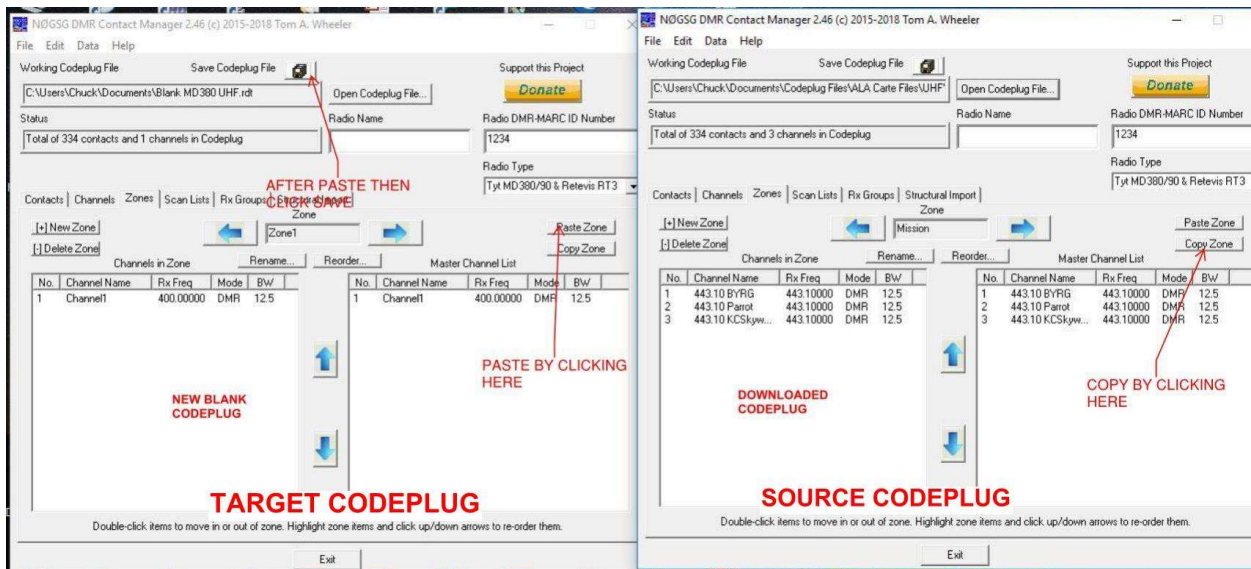 NØGSG DMR Contact Manager 2.46 (c) 2015-2018 Tom A. Wheeler
File Edit Data Help
Working Codeplug File
Save Codeplug File
Support this Project
C:\Users\Chuck\Documents\Blank MD380 UHF.rdt
Open Codeplug File...
Donate
Status
Radio Name
Radio DMR-MARC ID Number
Total of 334 contacts and 1 channels in Codeplug
1234
Radio Type
Tyt MD380/90 & Retevis RT3
AFTER PASTE THEN
CLICK SAVE
Contacts Channels Zones Scan Lists Rx Groups Structural Import
Zone
[+] New Zone
Zone1
Paste Zone
[-] Delete Zone
Copy Zone
Channels in Zone
Rename...
Reorder...
Master Channel List
No. Channel Name Rx Freq Mode BW
1 Channel1 400.00000 DMR 12.5
No. Channel Name Rx Freq Mode BW
1 Channel1 400.00000 DMR 12.5
PASTE BY CLICKING
HERE
NEW BLANK
CODEPLUG
TARGET CODEPLUG
Double-click items to move in or out of zone. Highlight zone items and click up/down arrows to re-order them.
Exit
NØGSG DMR Contact Manager 2.46 (c) 2015-2018 Tom A. Wheeler
File Edit Data Help
Working Codeplug File
Save Codeplug File
Support this Project
C:\Users\Chuck\Documents\Codeplug Files\ALA Carte Files\UHF
Open Codeplug File...
Donate
Status
Radio Name
Radio DMR-MARC ID Number
Total of 334 contacts and 3 channels in Codeplug
1234
Radio Type
Tyt MD380/90 & Retevis RT3
Contacts Channels Zones Scan Lists Rx Groups Structural Import
Zone
[+] New Zone
Mission
Paste Zone
[-] Delete Zone
Copy Zone
Channels in Zone
Rename...
Reorder...
Master Channel List
No. Channel Name Rx Freq Mode BW
1 443.10 BYRG 443.10000 DMR 12.5
2 443.10 Parrot 443.10000 DMR 12.5
3 443.10 KCSkyw... 443.10000 DMR 12.5
No. Channel Name Rx Freq Mode BW
1 443.10 BYRG 443.10000 DMR 12.5
2 443.10 Parrot 443.10000 DMR 12.5
3 443.10 KCSkyw... 443.10000 DMR 12.5
COPY BY CLICKING
HERE
DOWNLOADED
CODEPLUG
SOURCE CODEPLUG
Double-click items to move in or out of zone. Highlight zone items and click up/down arrows to re-order them.
Exit